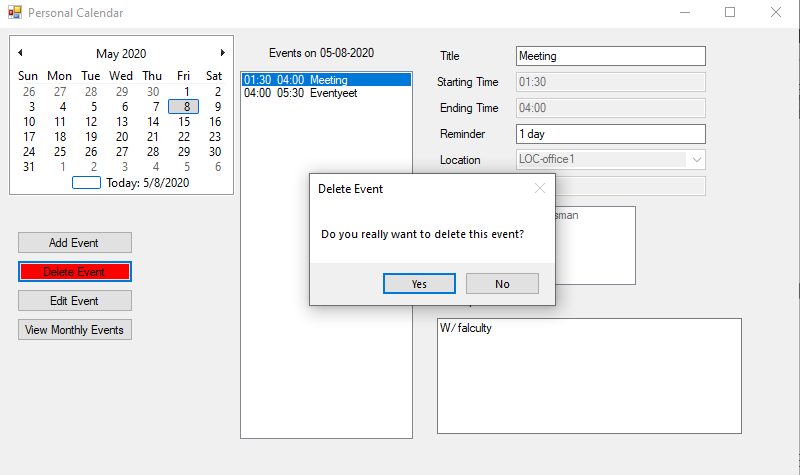 Personal Calendar
May 2020
Sun Mon Tue Wed Thu Fri Sat
26 27 28 29 30 1 2
3 4 5 6 7 8 9
10 11 12 13 14 15 16
17 18 19 20 21 22 23
24 25 26 27 28 29 30
31 1 2 3 4 5 6
Today: 5/8/2020
Add Event
Delete Event
Edit Event
View Monthly Events
Events on 05-08-2020
01:30 04:00 Meeting
04:00 05:30 Eventyeet
Title Meeting
Starting Time 01:30
Ending Time 04:00
Reminder 1 day
Location LOC-office1
Delete Event
Do you really want to delete this event?
Yes No
W/ falculty